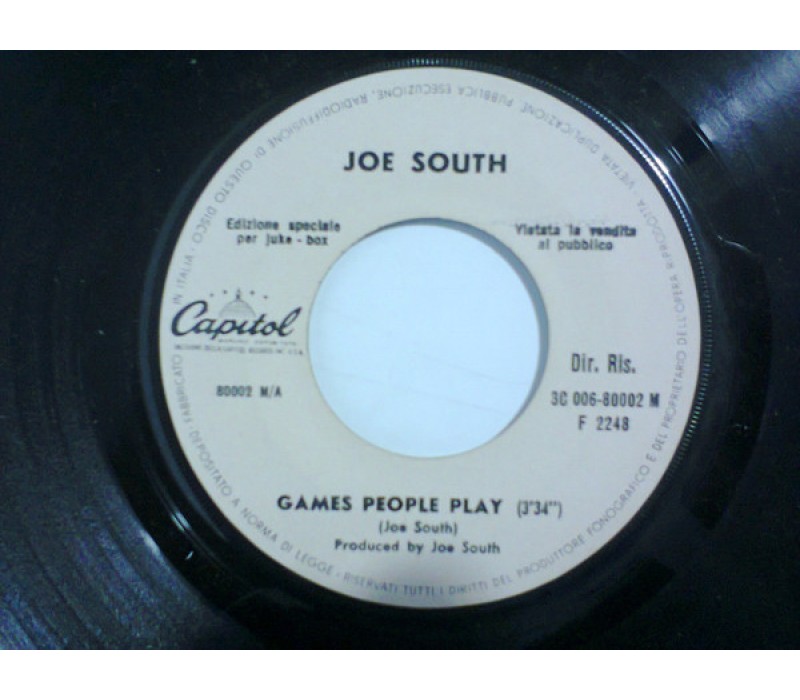 JOE SOUTH
Edizione speciale
per juke-box
Vietata la vendita
al pubblico
Capitol
Dir. Ris.
80002 M/A
3C 006-80002 M
F 2248
GAMES PEOPLE PLAY (3'34'')
(Joe South)
Produced by Joe South
FABBRICATO IN ITALIA · RISERVATI TUTTI I DIRITTI DEL PRODUTTORE FONOGRAFICO E DEL PROPRIETARIO DELL'OPERA RIPRODOTTA - VIETATA DUPLICAZIONE PUBBLICA ESECUZIONE, RADIODIFFUSIONE DI QUESTO DISCO
DEPOSITATO A NORMA DI LEGGE